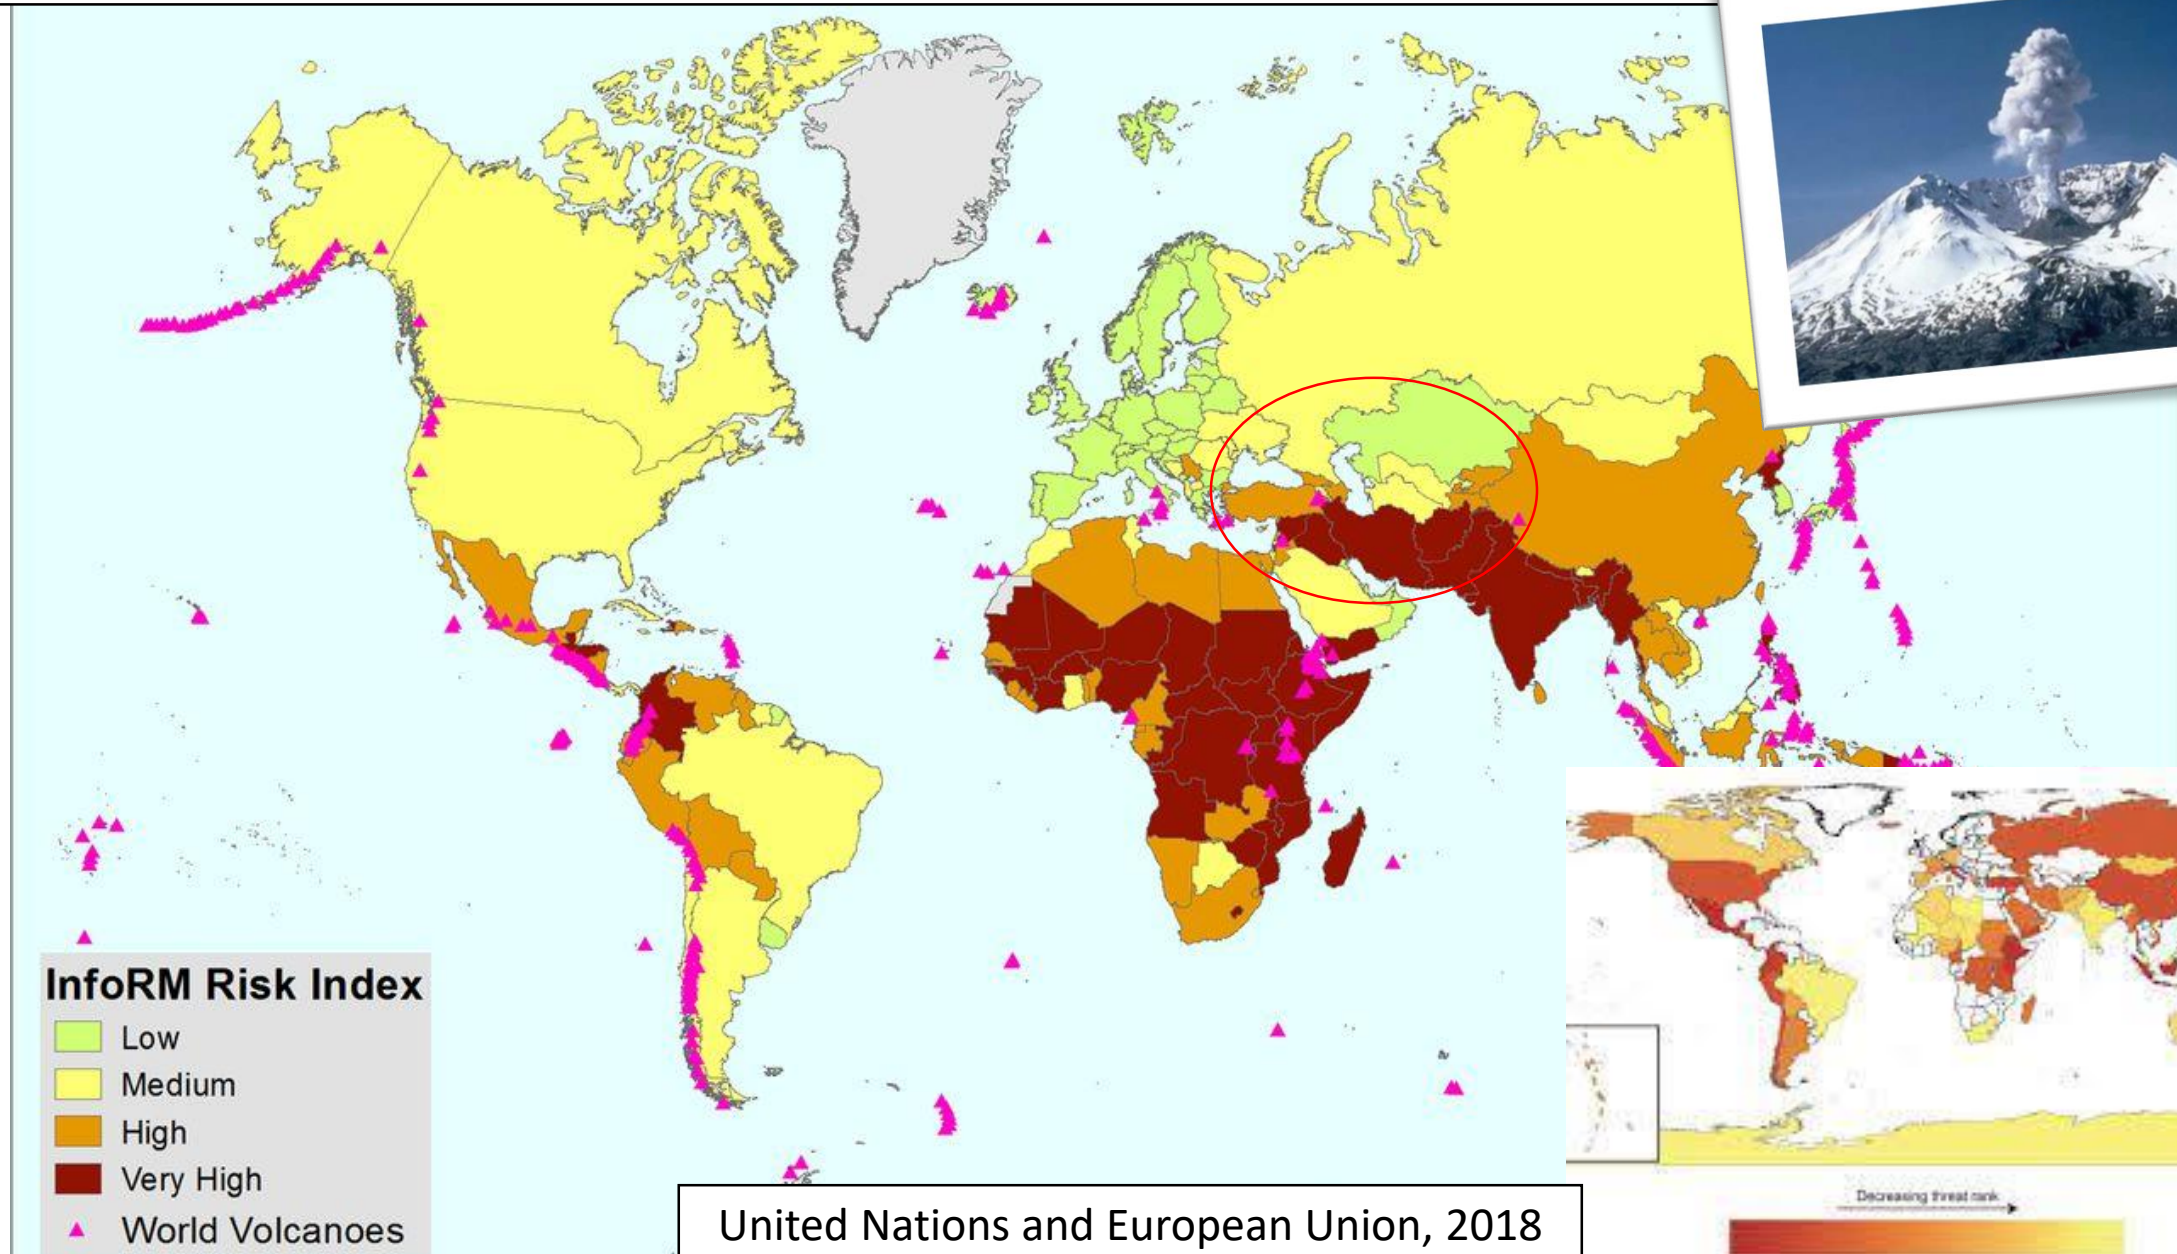 InfoRM Risk Index
Low
Medium
High
Very High
World Volcanoes
United Nations and European Union, 2018
Decreasing threat rank